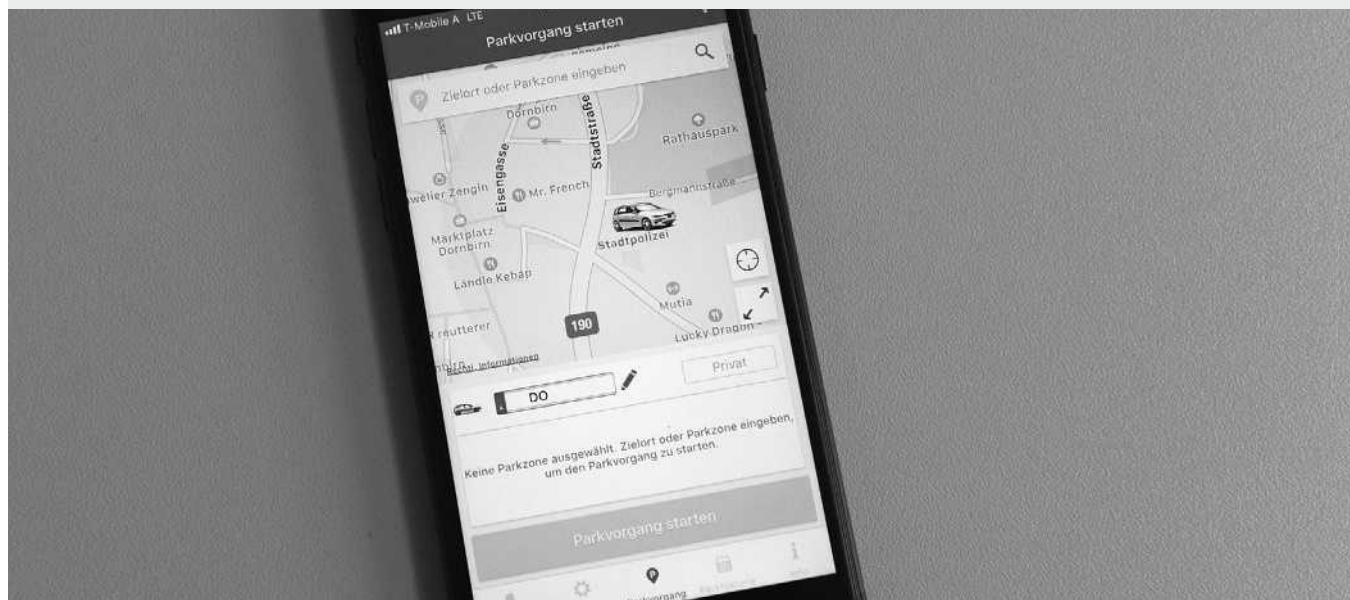 T-Mobile A LTE
Parkvorgang starten
Zielort oder Parkzone eingeben
Dornbirn
Stadtstraße
Rathauspark
Eisengasse
Zengin
Mr. French
Bergmannstraße
Marktplatz
Dornbirn
Stadtpolizei
Ländle Kebap
Mutia
reutterer
190
Lucky Dragon
Rechtl. Informationen
DO
Privat
Keine Parkzone ausgewählt. Zielort oder Parkzone eingeben,
um den Parkvorgang zu starten.
Parkvorgang starten